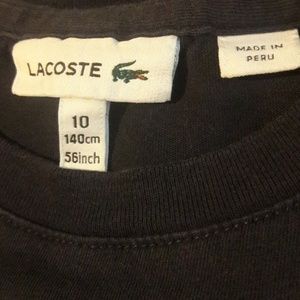 LACOSTE
10
140cm
56inch
MADE IN
PERU